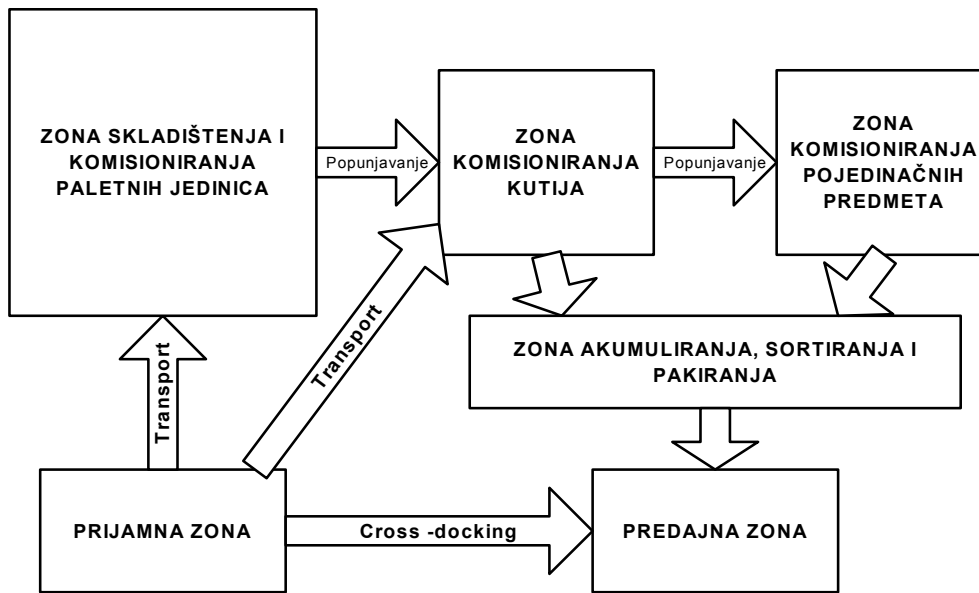 ZONA SKLADIŠTENJA I
KOMISIONIRANJA
PALETNIH JEDINICA
Popunjavanje
ZONA
KOMISIONIRANJA
KUTIJA
Popunjavanje
ZONA
KOMISIONIRANJA
POJEDINAČNIH
PREDMETA
Transport
Transport
ZONA AKUMULIRANJA, SORTIRANJA I
PAKIRANJA
PRIJAMNA ZONA
Cross -docking
PREDAJNA ZONA